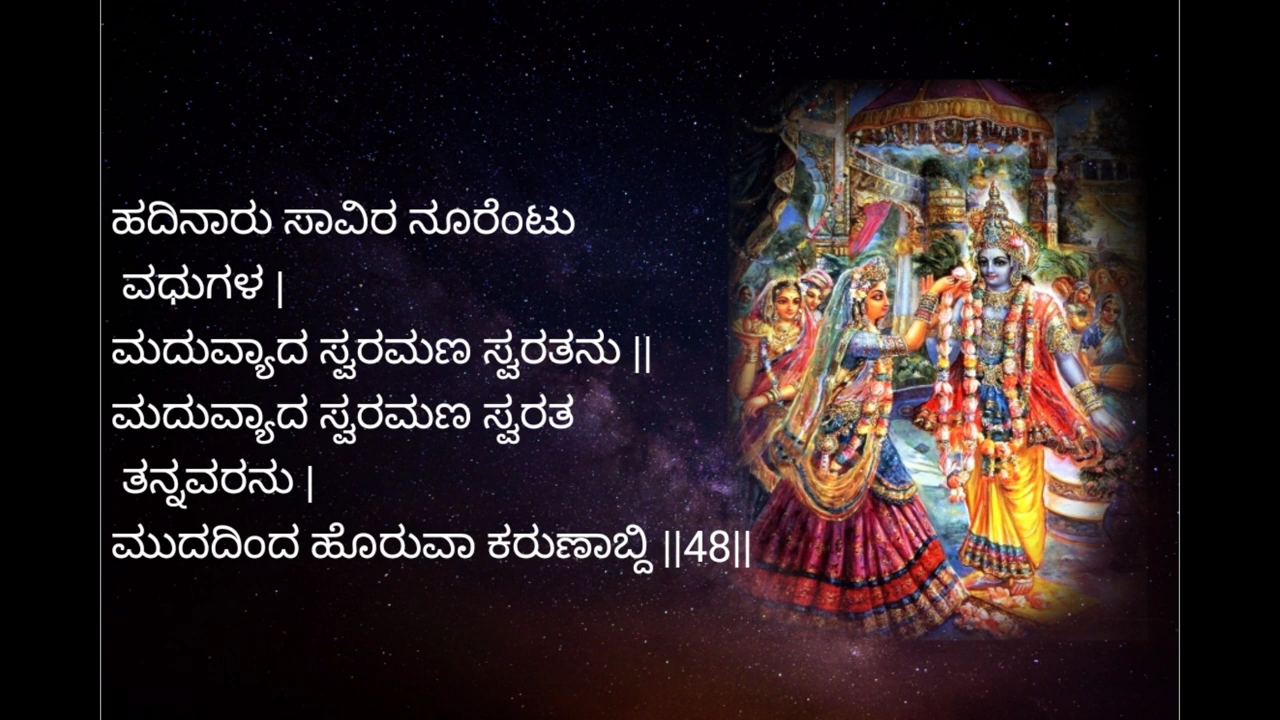 ಹದಿನಾರು ಸಾವಿರ ನೂರೆಂಟು
ವಧುಗಳ |
ಮದುವ್ಯಾದ ಸ್ವರಮಣ ಸ್ವರತನು ||
ಮದುವ್ಯಾದ ಸ್ವರಮಣ ಸ್ವರತ
ತನ್ನವರನು |
ಮುದದಿಂದ ಹೊರುವಾ ಕರುಣಾಬ್ದಿ ||48||